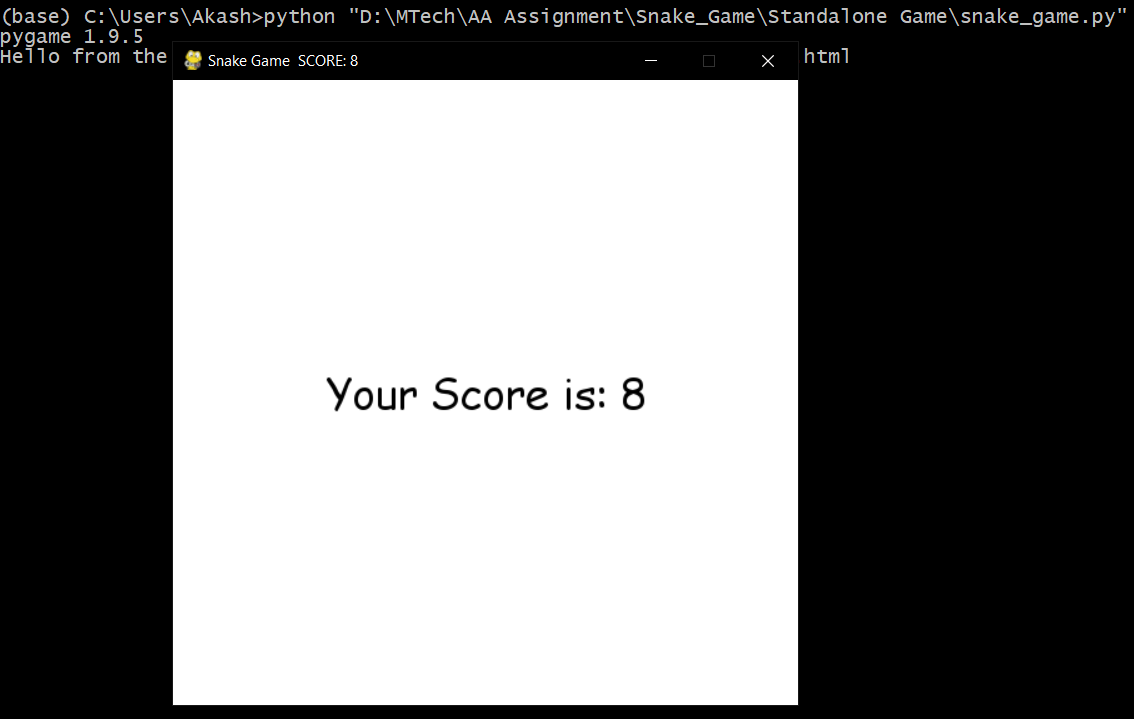 (base) C:\Users\Akash>python "D:\MTech\AA Assignment\Snake_Game\Standalone Game\snake_game.py"
pygame 1.9.5
Hello from the
html
Snake Game  SCORE: 8
Your Score is: 8